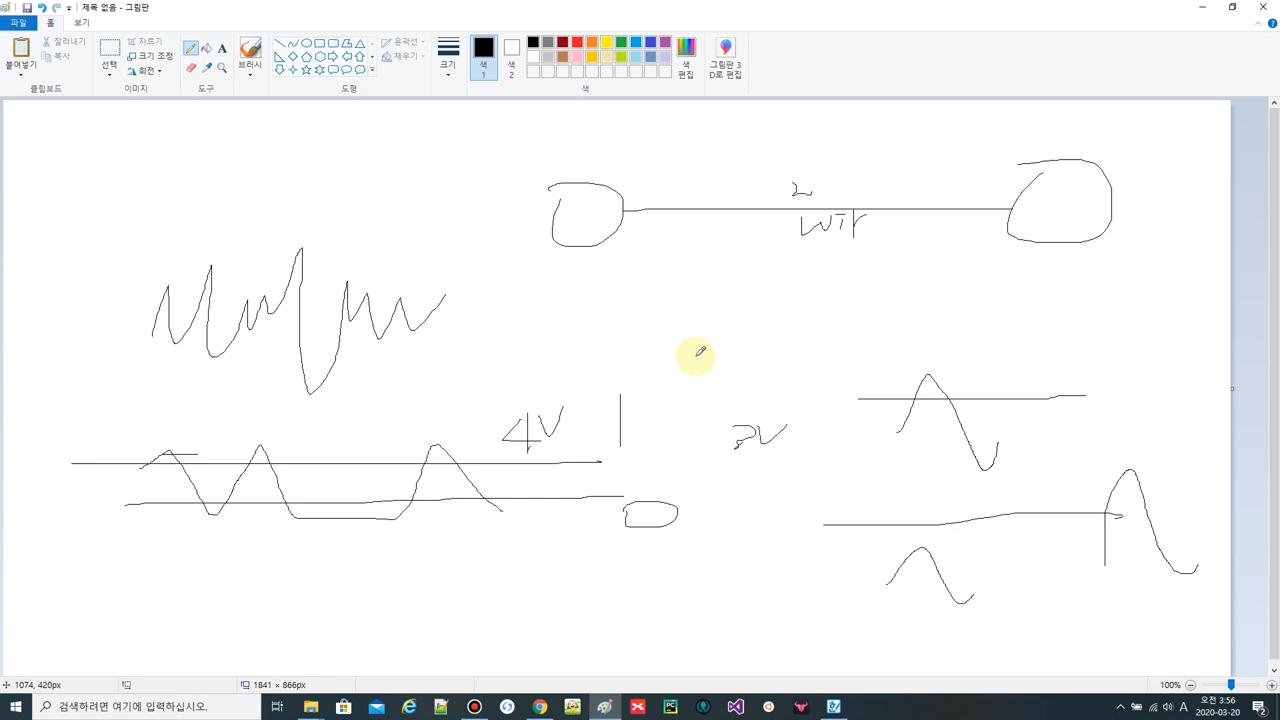 제목 없음 - 그림판
파일 홈 보기
붙여넣기
잘라내기
복사
클립보드
선택
자르기
크기 조정
회전
이미지
도구
브러시
윤곽선
채우기
도형
크기
색 1
색 2
색
색 편집
그림판 3D로 편집
4V
2V
1074, 420px
1841 × 866px
100%
검색하려면 여기에 입력하십시오.
A
오전 3:56
2020-03-20
2